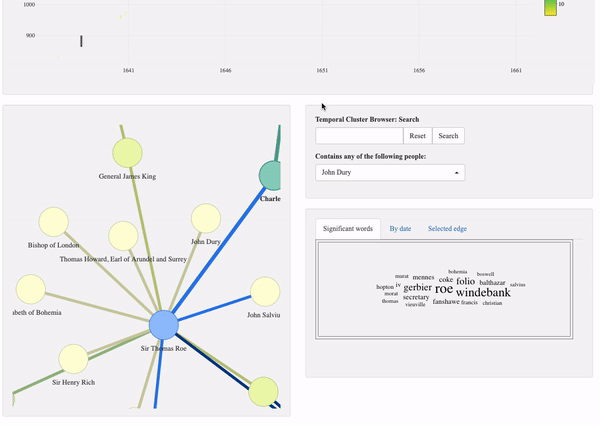 1000
10
900
1641 1646 1651 1656 1661
General James King
Charle
Bishop of London
John Dury
Thomas Howard, Earl of Arundel and Surrey
abeth of Bohemia
John Salviu
Sir Thomas Roe
Sir Henry Rich
Temporal Cluster Browser: Search
Reset Search
Contains any of the following people:
John Dury
Significant words By date Selected edge
bohemia boswell
murat mennes coke folio balthazar salvius
hopton iv gerbier roe windebank
morat secretary
thomas vieuville fanshawe francis christian